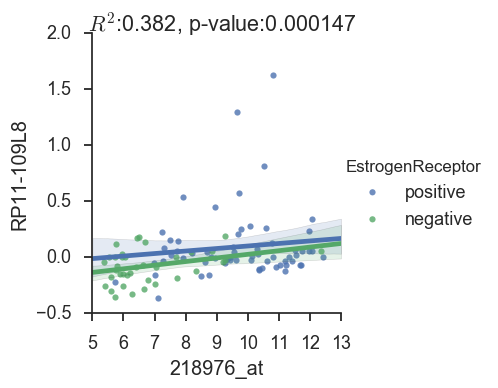 R²:0.382, p-value:0.000147
2.0
1.5
1.0
0.5
0.0
−0.5
RP11-109L8
5 6 7 8 9 10 11 12 13
218976_at
EstrogenReceptor
positive
negative